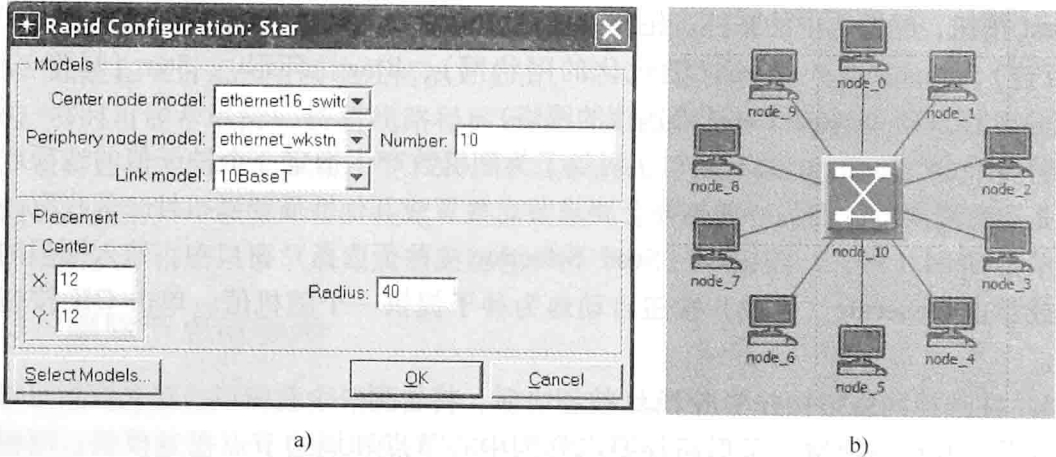 Rapid Configuration: Star
Models
Center node model: ethernet16_switc
Periphery node model: ethernet_wkstn Number: 10
Link model: 10BaseT
Placement
Center
X: 12
Radius: 40
Y: 12
Select Models... OK Cancel
a)
node_0
node_9
node_1
node_8
node_2
node_10
node_7
node_3
node_6
node_4
node_5
b)